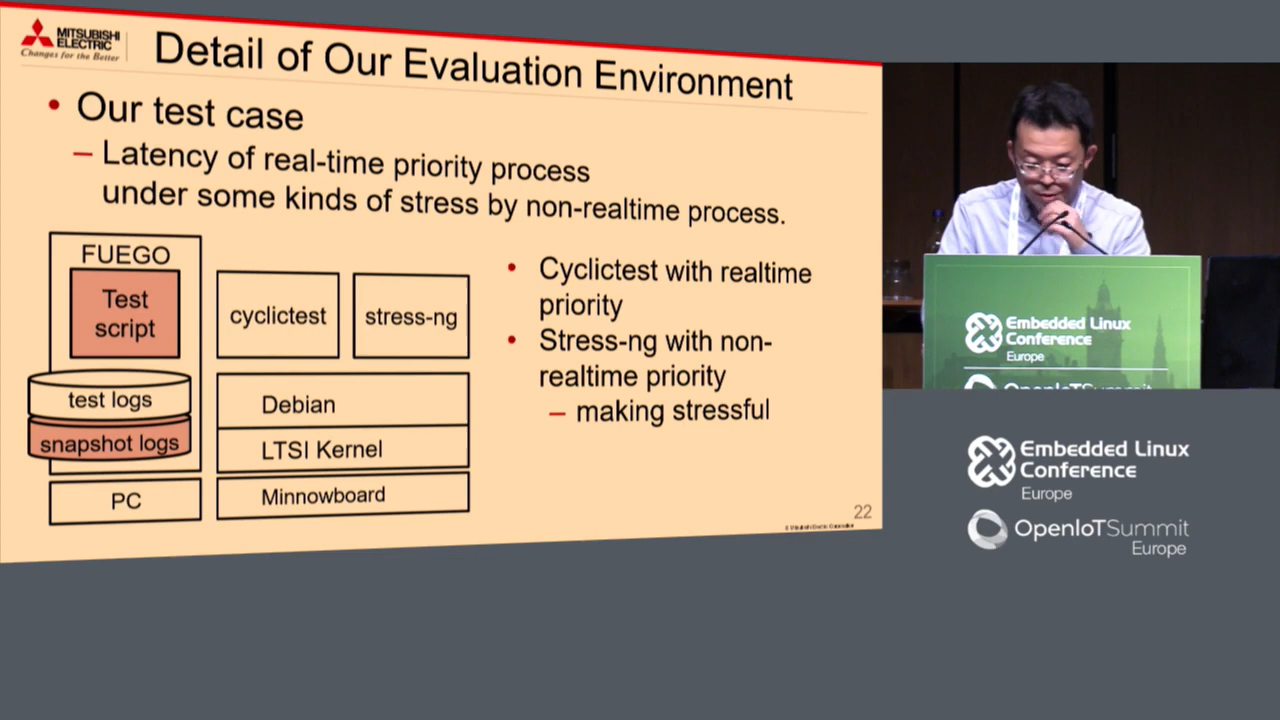 MITSUBISHI
ELECTRIC
Changes for the Better
Detail of Our Evaluation Environment
• Our test case
– Latency of real-time priority process
under some kinds of stress by non-realtime process.
FUEGO
Test
script
test logs
snapshot logs
PC
cyclictest
stress-ng
Debian
LTSI Kernel
Minnowboard
• Cyclictest with realtime
priority
• Stress-ng with non-
realtime priority
– making stressful
22
Embedded Linux
Conference
Europe
OpenIoTSummit
Embedded Linux
Conference
Europe
OpenIoTSummit
Europe